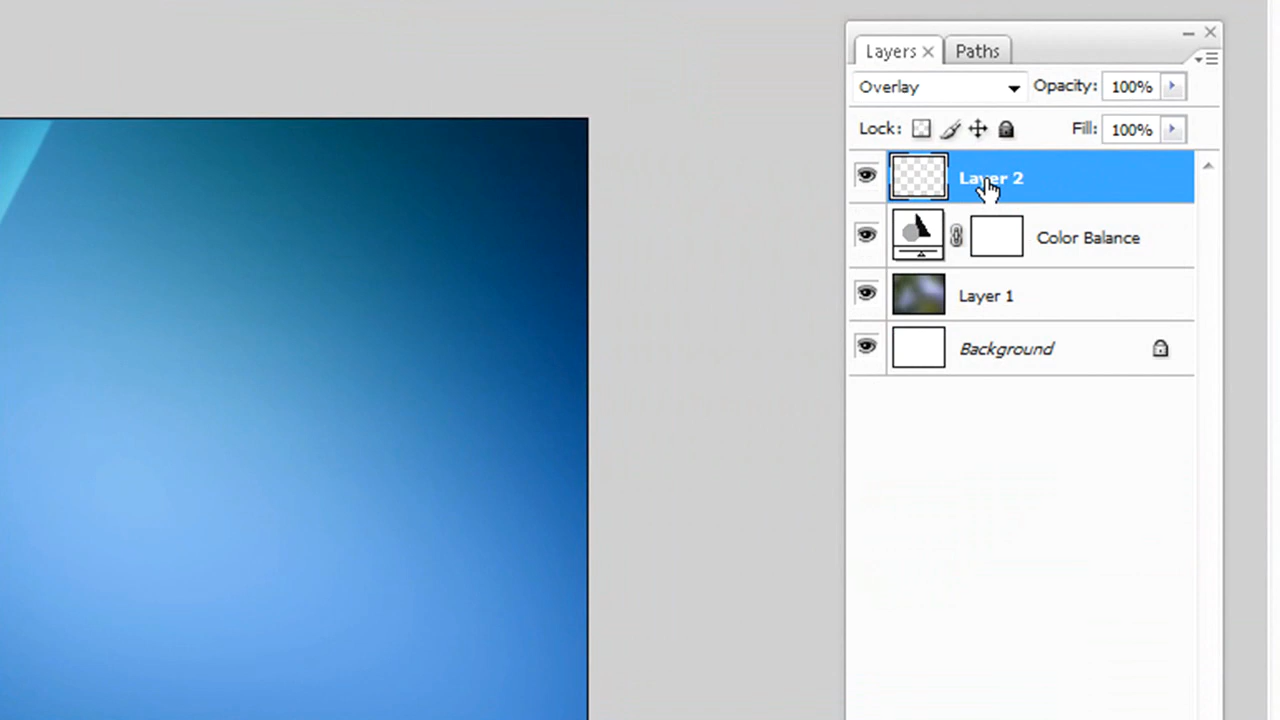 Layers Paths
Overlay Opacity: 100%
Lock: Fill: 100%
Layer 2
Color Balance
Layer 1
Background